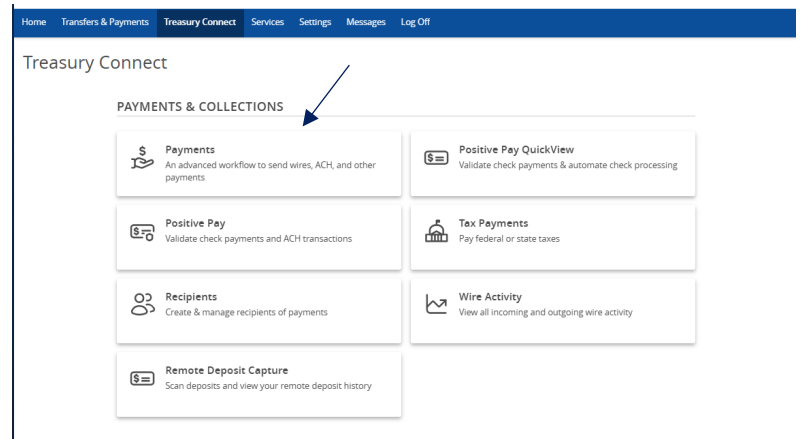 Home Transfers & Payments Treasury Connect Services Settings Messages Log Off
Treasury Connect
PAYMENTS & COLLECTIONS
Payments
An advanced workflow to send wires, ACH, and other
payments
Positive Pay QuickView
Validate check payments & automate check processing
Positive Pay
Validate check payments and ACH transactions
Tax Payments
Pay federal or state taxes
Recipients
Create & manage recipients of payments
Wire Activity
View all incoming and outgoing wire activity
Remote Deposit Capture
Scan deposits and view your remote deposit history